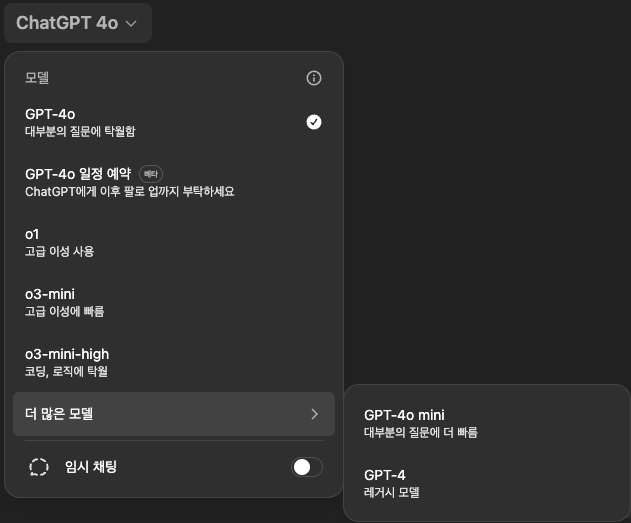 ChatGPT 4o
모델
GPT-4o
대부분의 질문에 탁월함
GPT-4o 일정 예약 베타
ChatGPT에게 이후 팔로 업까지 부탁하세요
o1
고급 이성 사용
o3-mini
고급 이성에 빠름
o3-mini-high
코딩, 로직에 탁월
더 많은 모델
임시 채팅
GPT-4o mini
대부분의 질문에 더 빠름
GPT-4
레거시 모델